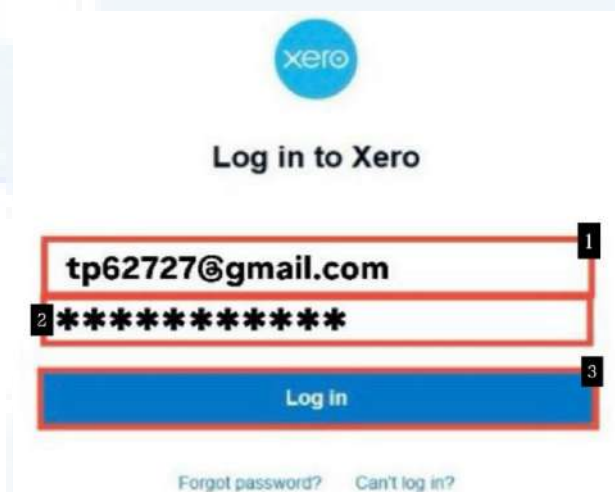 xero
Log in to Xero
1
tp62727@gmail.com
2 ***********
3
Log in
Forgot password? Can't log in?